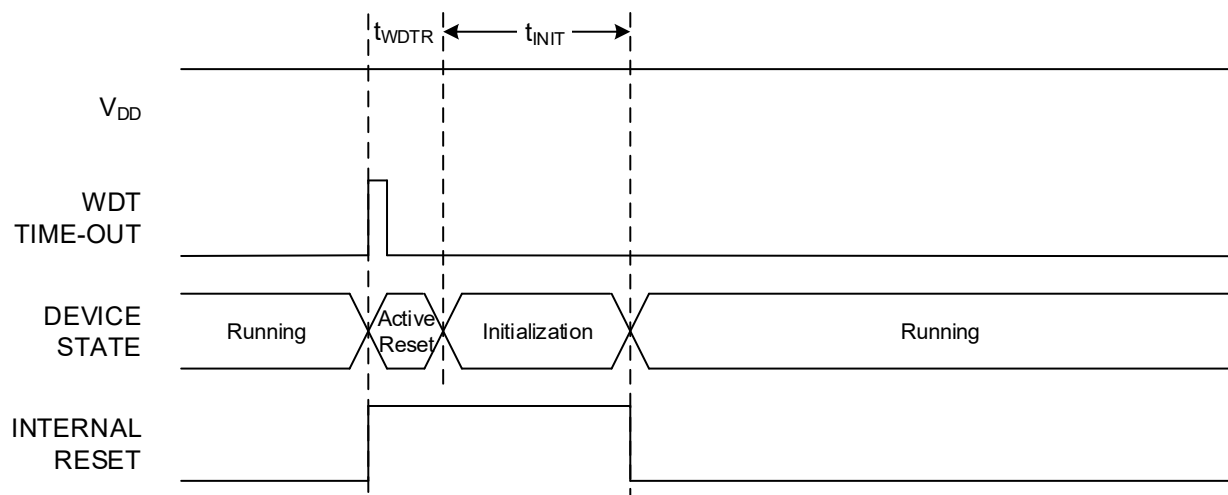 tWDTR
tINIT
VDD
WDT
TIME-OUT
DEVICE
STATE
Running
Active
Reset
Initialization
Running
INTERNAL
RESET